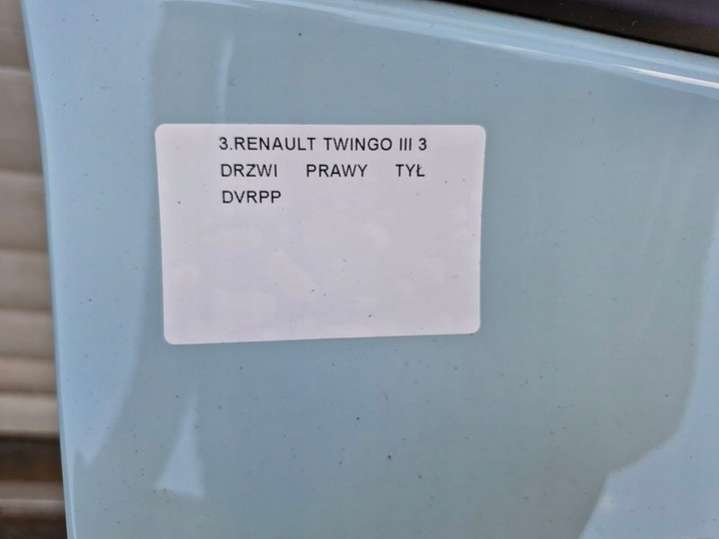 3.RENAULT TWINGO III 3
DRZWI PRAWY TYŁ
DVRPP